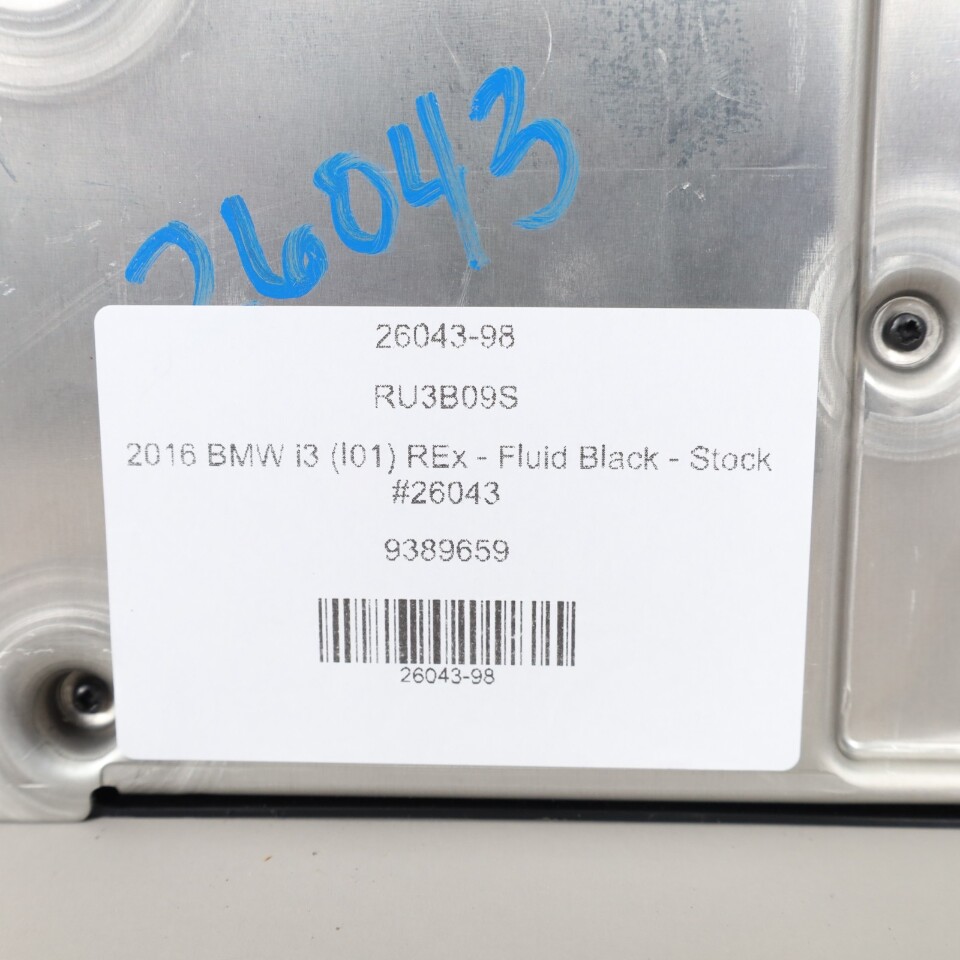 26043
26043-98
RU3B09S
2016 BMW i3 (I01) REx - Fluid Black - Stock
#26043
9389659
26043-98